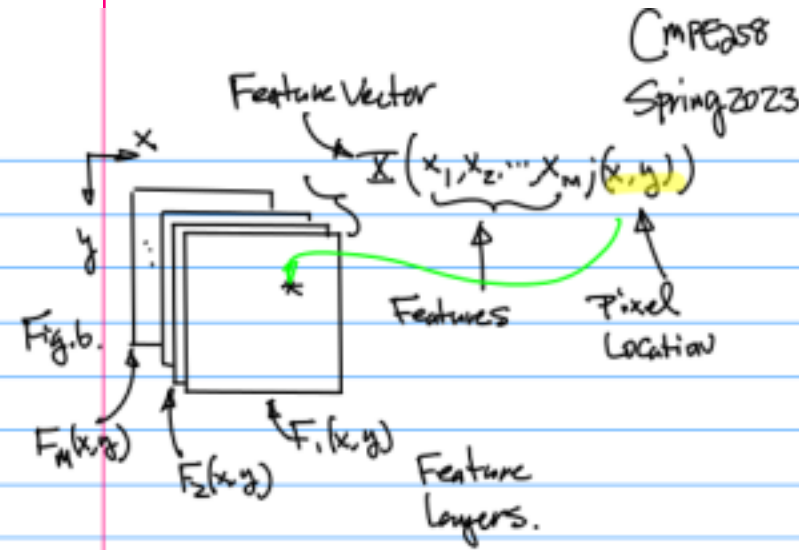 CMPE258
Spring2023
Feature Vector
X(x1,x2,...,xM;(x,y))
x
y
Features
Pixel
Location
Fig.6.
FM(x,y)
F2(x,y)
F1(x,y)
Feature
Layers.